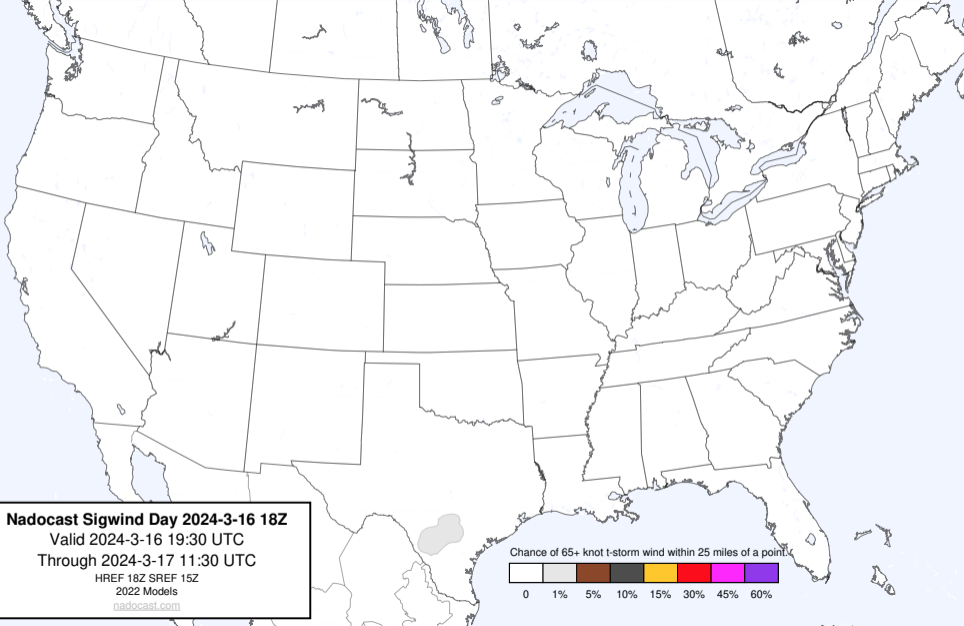 Nadocast Sigwind Day 2024-3-16 18Z
Valid 2024-3-16 19:30 UTC
Through 2024-3-17 11:30 UTC
HREF 18Z SREF 15Z
2022 Models
nadocast.com
Chance of 65+ knot t-storm wind within 25 miles of a point.
0 1% 5% 10% 15% 30% 45% 60%